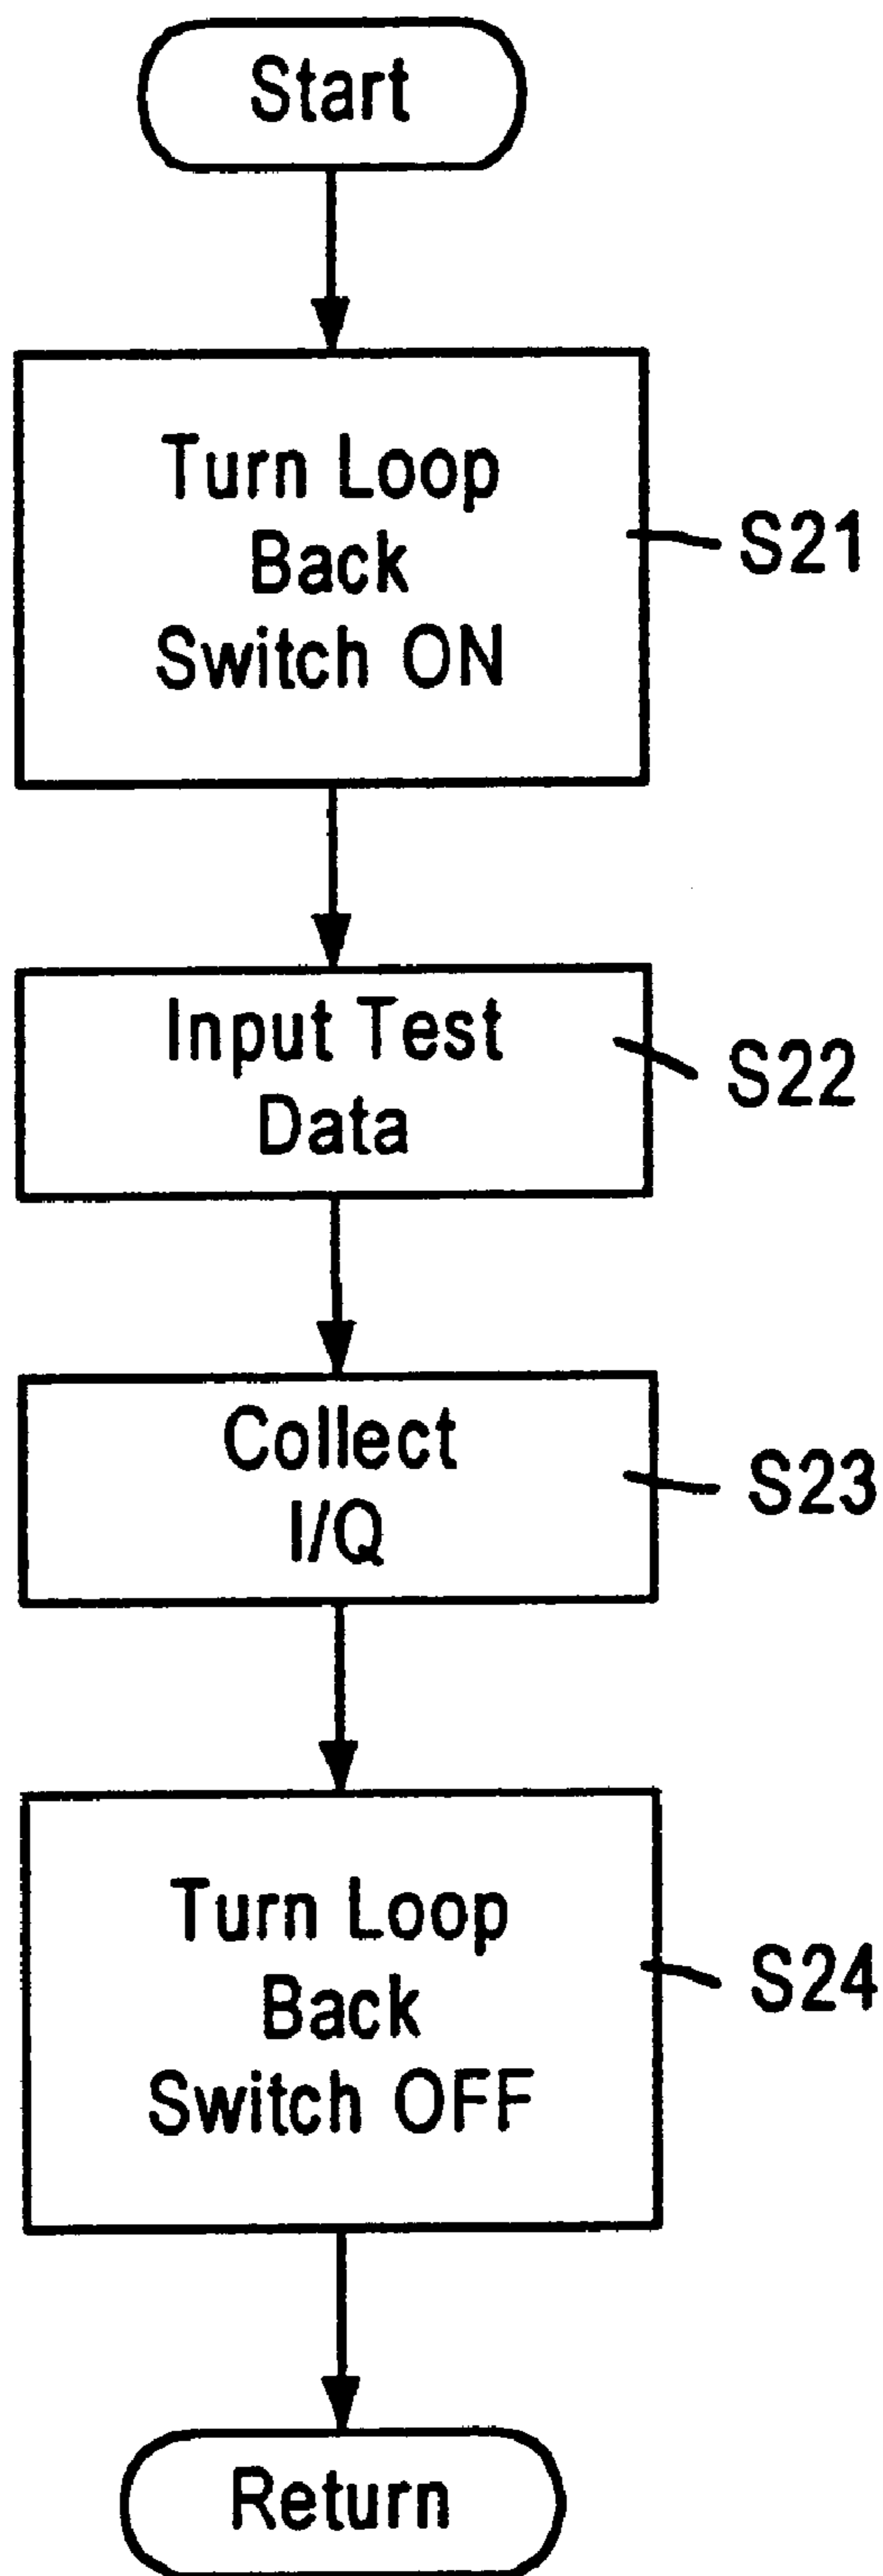 Start
Turn Loop
Back
Switch ON
S21
Input Test
Data
S22
Collect
I/Q
S23
Turn Loop
Back
Switch OFF
S24
Return